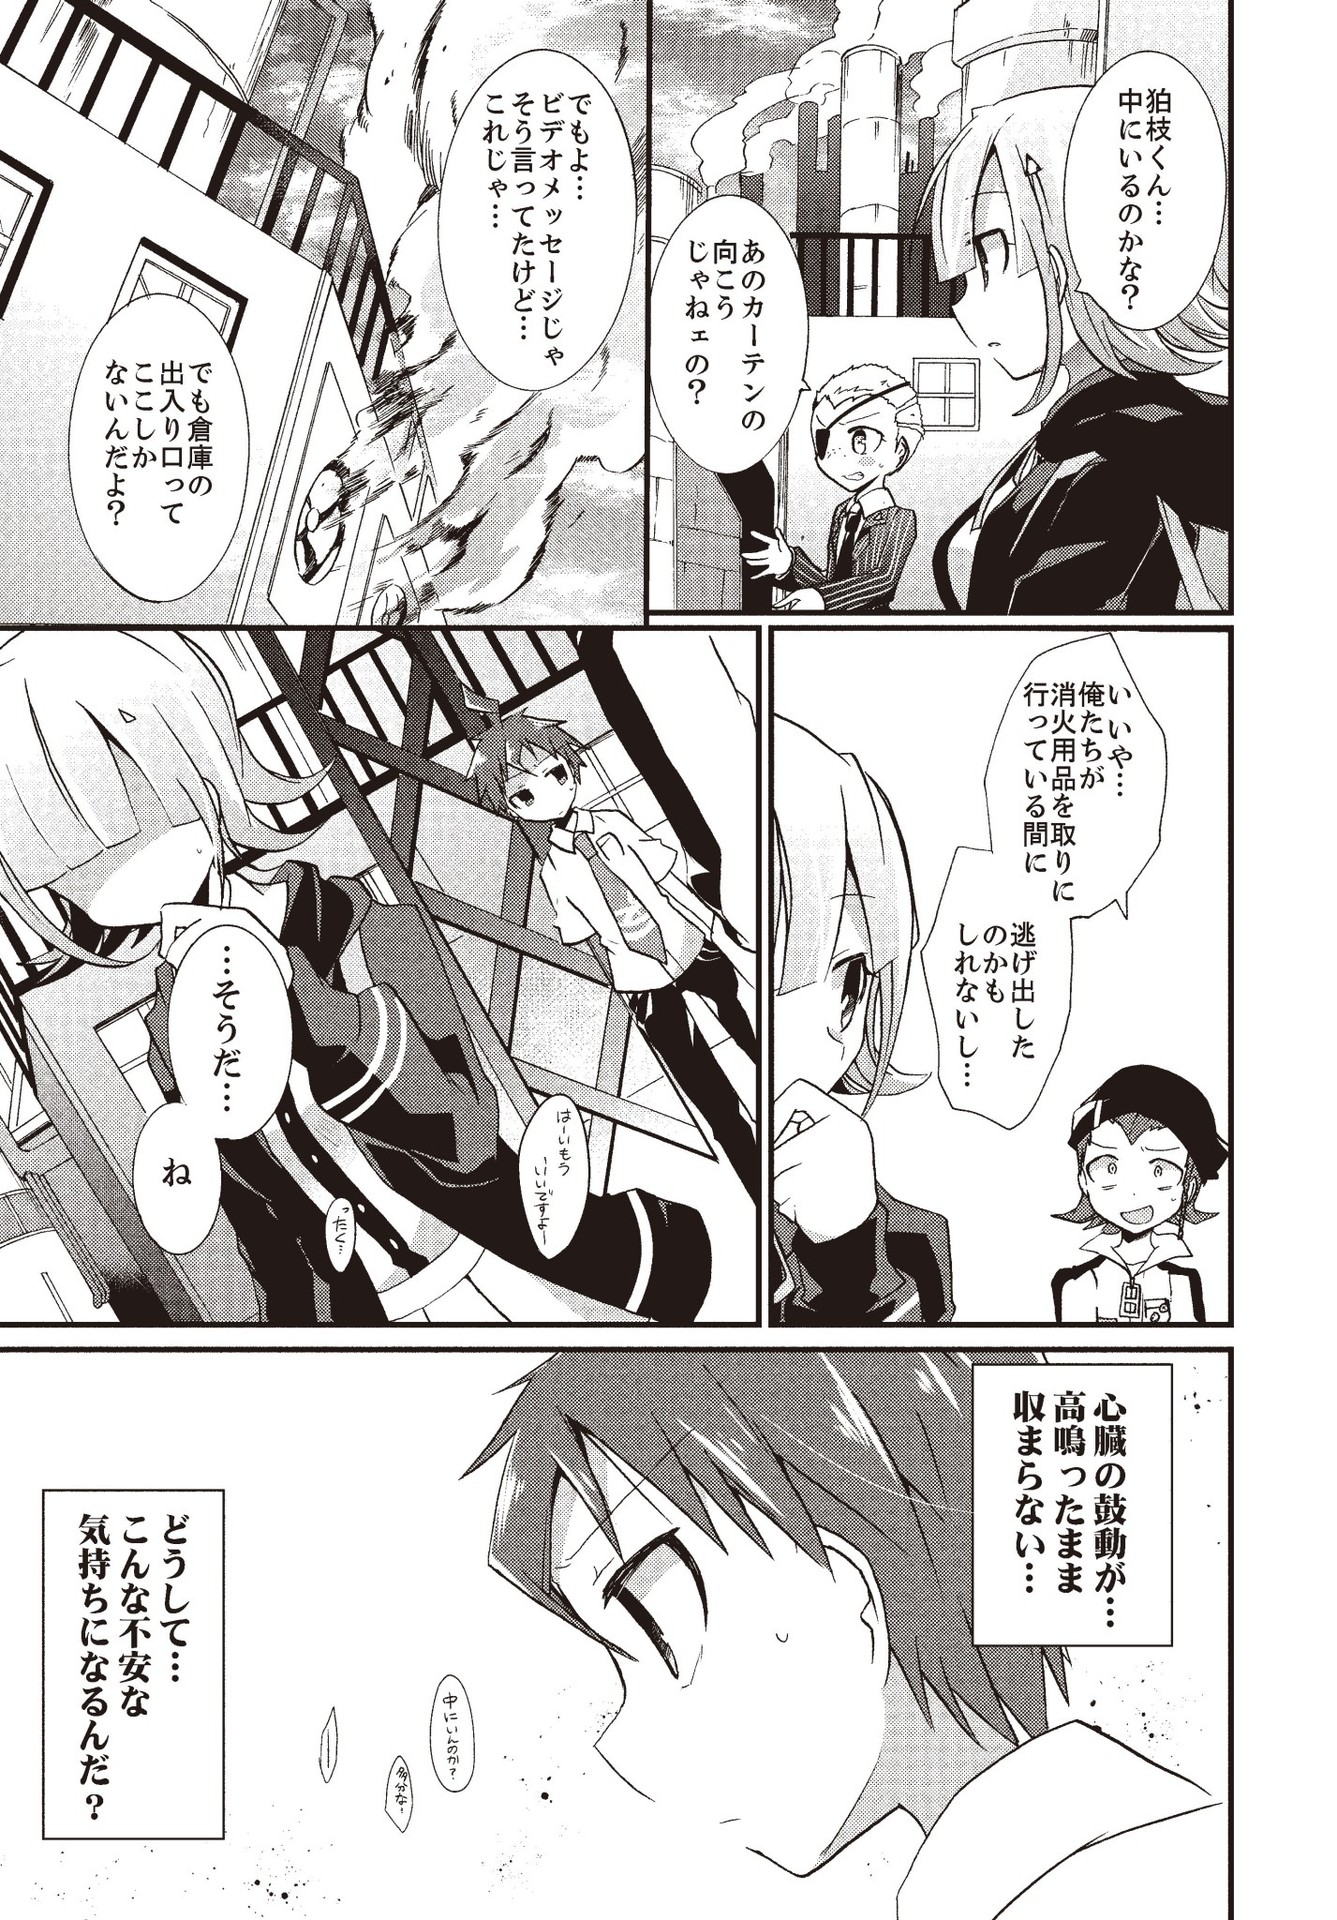 狛枝くん…
中にいるのかな？
あのカーテンの
向こう
じゃねェの？
でもよ…
ビデオメッセージじゃ
そう言ってたけど…
これじゃ…
でも倉庫の
出入り口って
ここしか
ないんだよ？
いいや…
俺たちが
消火用品を取りに
行っている間に
逃げ出した
のかも
しれないし…
はーいもう
いいですよー
ったく…
…そうだ…
ね
心臓の鼓動が…
高鳴ったまま
収まらない…
中にいんのか？
多分な！
どうして…
こんな不安な
気持ちになるんだ？